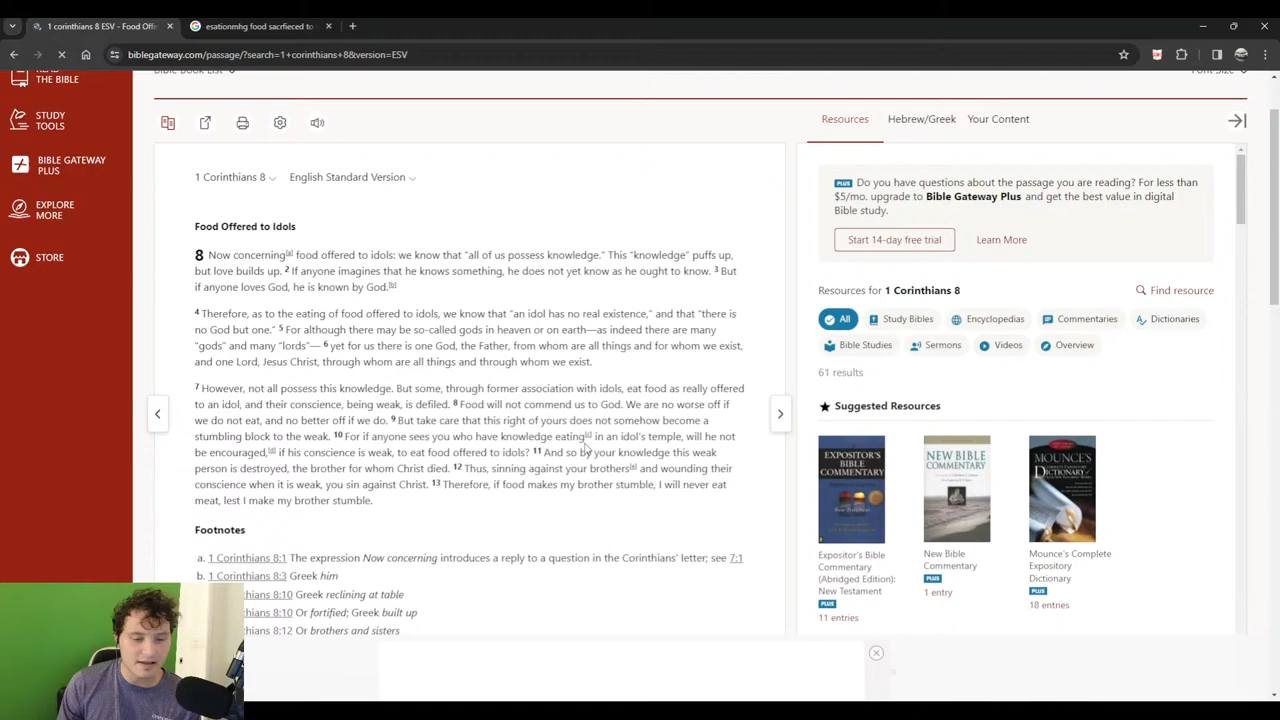 1 corinthians 8 ESV - Food Offe
esationmhg food sacrfieced to
biblegateway.com/passage/?search=1+corinthians+8&version=ESV
THE BIBLE
STUDY
TOOLS
BIBLE GATEWAY
PLUS
EXPLORE
MORE
STORE
Bible Book List
Font Size
1 Corinthians 8
English Standard Version
Food Offered to Idols
8 Now concerning[a] food offered to idols: we know that “all of us possess knowledge.” This “knowledge” puffs up,
but love builds up. 2 If anyone imagines that he knows something, he does not yet know as he ought to know. 3 But
if anyone loves God, he is known by God.[b]
4 Therefore, as to the eating of food offered to idols, we know that “an idol has no real existence,” and that “there is
no God but one.” 5 For although there may be so-called gods in heaven or on earth—as indeed there are many
“gods” and many “lords”— 6 yet for us there is one God, the Father, from whom are all things and for whom we exist,
and one Lord, Jesus Christ, through whom are all things and through whom we exist.
7 However, not all possess this knowledge. But some, through former association with idols, eat food as really offered
to an idol, and their conscience, being weak, is defiled. 8 Food will not commend us to God. We are no worse off if
we do not eat, and no better off if we do. 9 But take care that this right of yours does not somehow become a
stumbling block to the weak. 10 For if anyone sees you who have knowledge eating[c] in an idol’s temple, will he not
be encouraged,[d] if his conscience is weak, to eat food offered to idols? 11 And so by your knowledge this weak
person is destroyed, the brother for whom Christ died. 12 Thus, sinning against your brothers[e] and wounding their
conscience when it is weak, you sin against Christ. 13 Therefore, if food makes my brother stumble, I will never eat
meat, lest I make my brother stumble.
Footnotes
a. 1 Corinthians 8:1 The expression Now concerning introduces a reply to a question in the Corinthians’ letter; see 7:1
b. 1 Corinthians 8:3 Greek him
8:10 Greek reclining at table
8:10 Or fortified; Greek built up
8:12 Or brothers and sisters
Resources
Hebrew/Greek
Your Content
PLUS Do you have questions about the passage you are reading? For less than
$5/mo. upgrade to Bible Gateway Plus and get the best value in digital
Bible study.
Start 14-day free trial
Learn More
Resources for 1 Corinthians 8
Find resource
All
Study Bibles
Encyclopedias
Commentaries
Dictionaries
Bible Studies
Sermons
Videos
Overview
61 results
Suggested Resources
EXPOSITOR'S
BIBLE
COMMENTARY
NEW BIBLE
COMMENTARY
MOUNCE'S
Expositor's Bible
Commentary
(Abridged Edition):
New Testament
PLUS
11 entries
New Bible
Commentary
PLUS
1 entry
Mounce's Complete
Expository
Dictionary
PLUS
18 entries